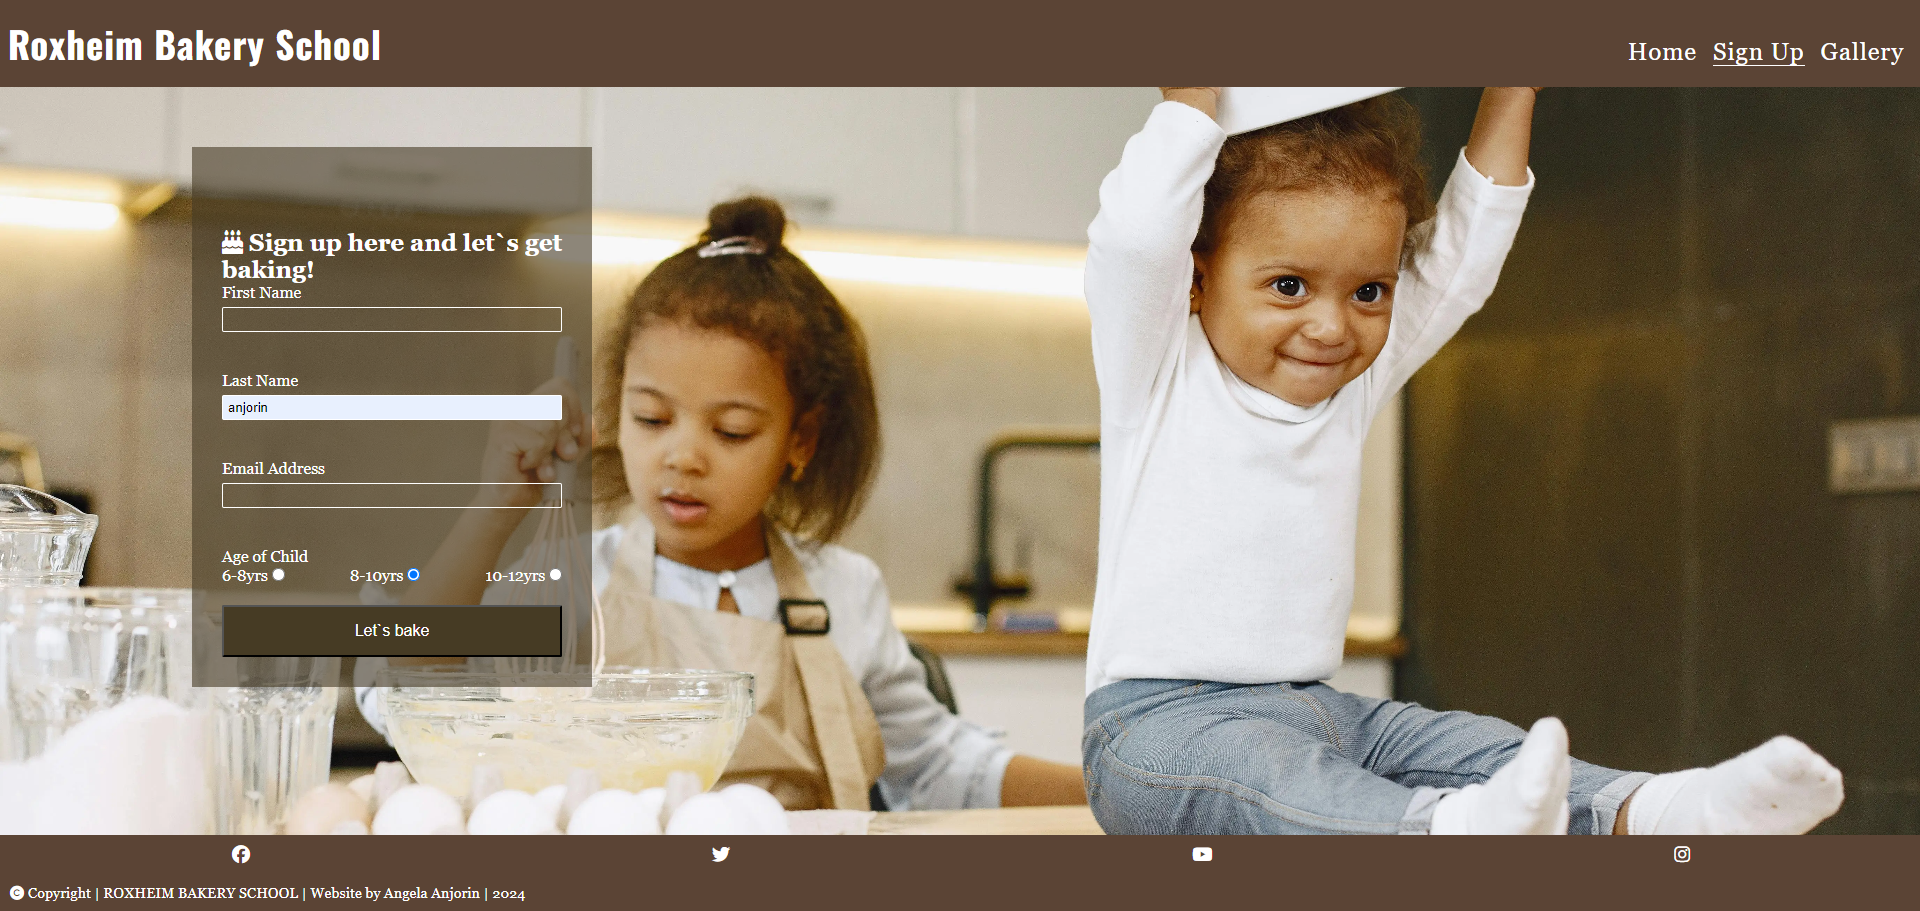 Roxheim Bakery School
Home Sign Up Gallery
Sign up here and let`s get
baking!
First Name
Last Name
anjorin
Email Address
Age of Child
6-8yrs 8-10yrs 10-12yrs
Let`s bake
© Copyright | ROXHEIM BAKERY SCHOOL | Website by Angela Anjorin | 2024